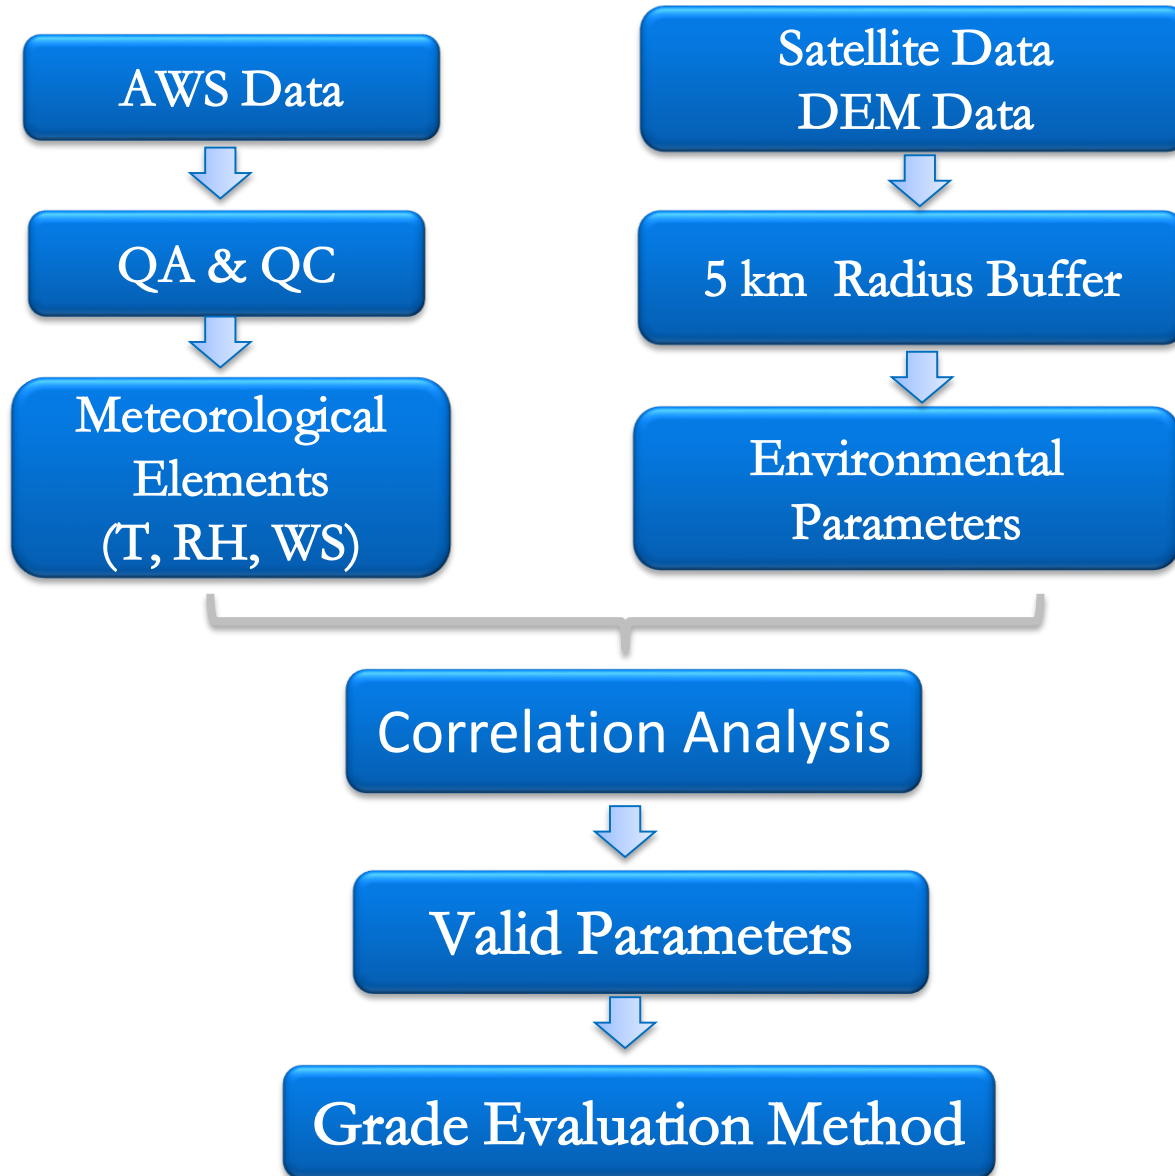 AWS Data
QA & QC
Meteorological
Elements
(T, RH, WS)
Satellite Data
DEM Data
5 km  Radius Buffer
Environmental
Parameters
Correlation Analysis
Valid Parameters
Grade Evaluation Method